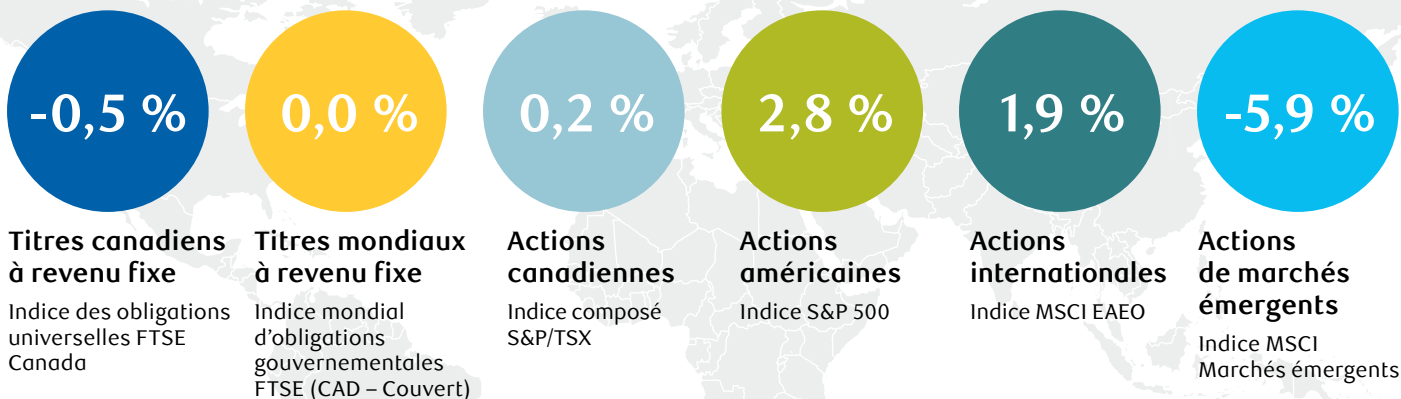 -0,5 %
Titres canadiens
à revenu fixe
Indice des obligations
universelles FTSE
Canada
0,0 %
Titres mondiaux
à revenu fixe
Indice mondial
d’obligations
gouvernementales
FTSE (CAD – Couvert)
0,2 %
Actions
canadiennes
Indice composé
S&P/TSX
2,8 %
Actions
américaines
Indice S&P 500
1,9 %
Actions
internationales
Indice MSCI EAEO
-5,9 %
Actions
de marchés
émergents
Indice MSCI
Marchés émergents